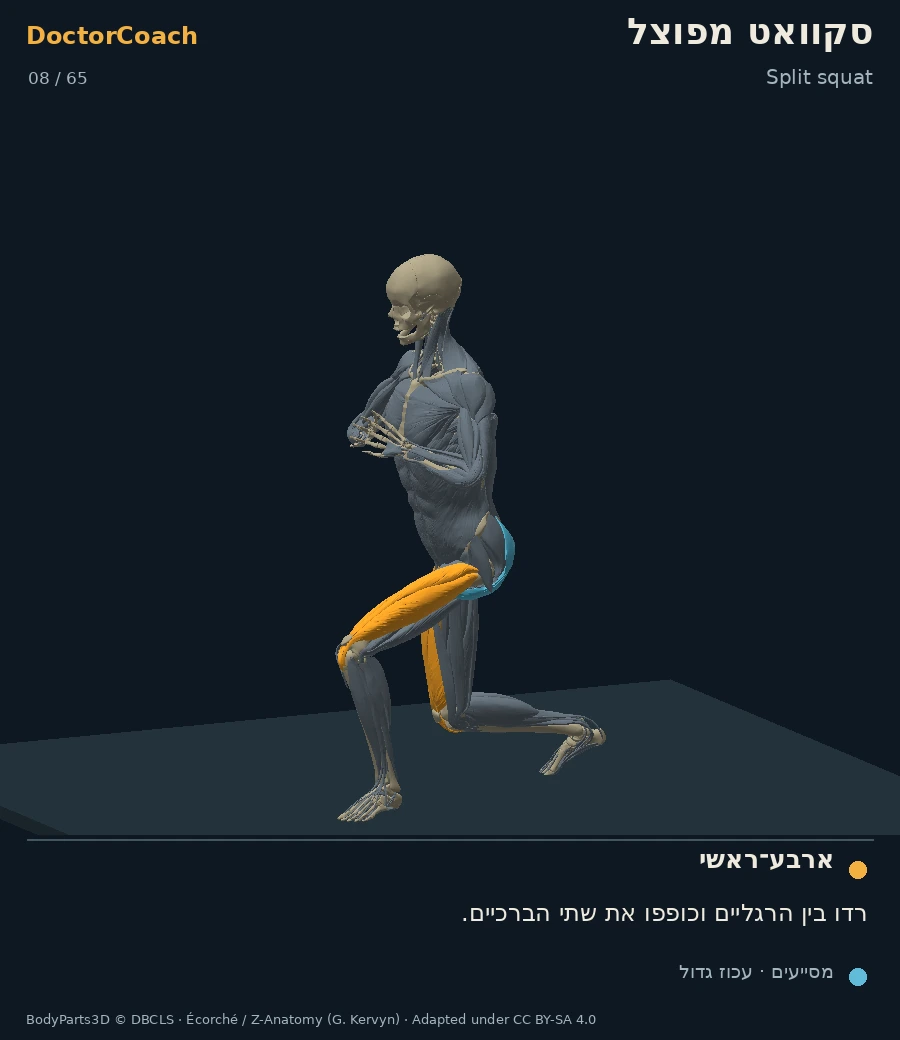 DoctorCoach
סקוואט מפוצל
08 / 65
Split squat
ארבע־ראשי
רדו בין הרגליים וכופפו את שתי הברכיים.
מסייעים · עכוז גדול
BodyParts3D © DBCLS · Écorché / Z-Anatomy (G. Kervyn) · Adapted under CC BY-SA 4.0